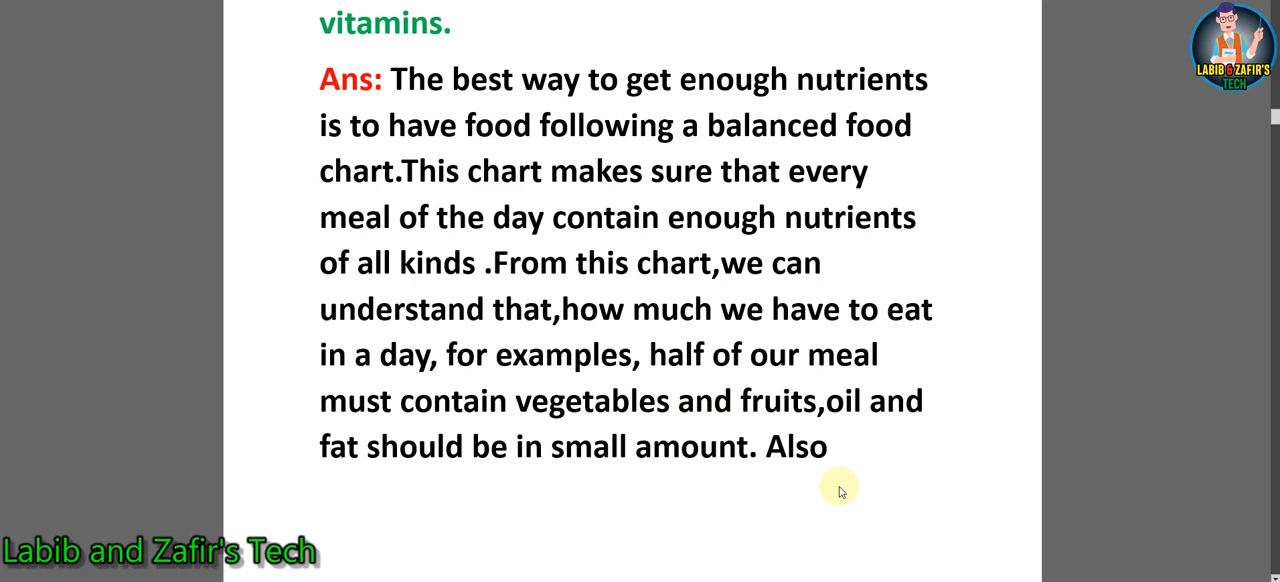 vitamins.
Ans: The best way to get enough nutrients
is to have food following a balanced food
chart.This chart makes sure that every
meal of the day contain enough nutrients
of all kinds .From this chart,we can
understand that,how much we have to eat
in a day, for examples, half of our meal
must contain vegetables and fruits,oil and
fat should be in small amount. Also
LABIB & ZAFIR'S
TECH
Labib and Zafir's Tech